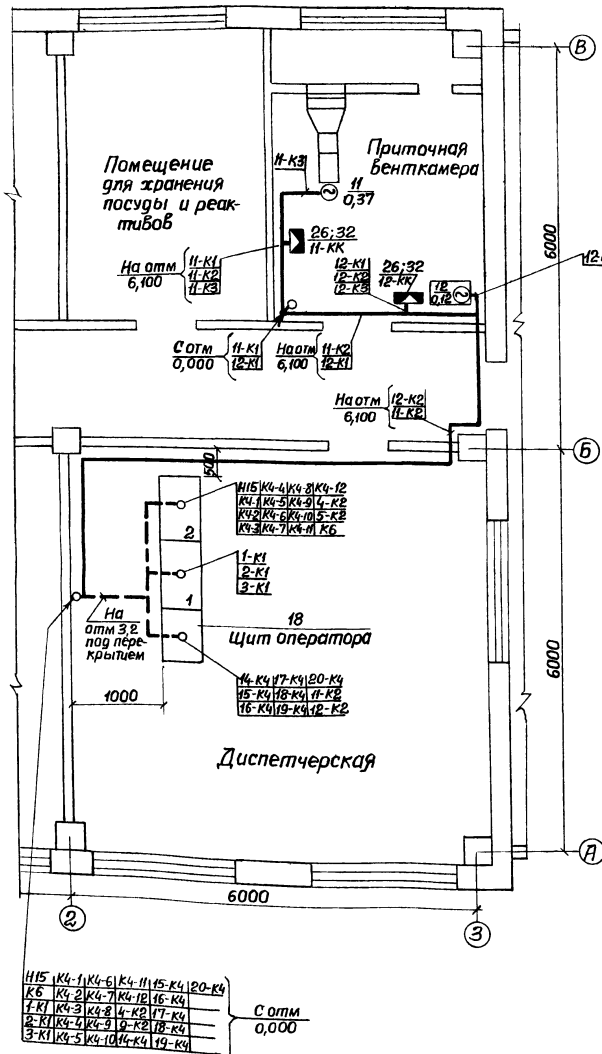 В
Помещение
для хранения
посуды и реак-
тивов
Приточная
венткамера
11-К3
11
0,37
26;32
11-КК
На отм
6,100
11-К1
11-К2
11-К3
12-К1
12-К2
12-К3
26;32
12-КК
12
0,12
6000
С отм
0,000
11-К1
12-К1
На отм
6,100
11-К2
12-К1
На отм
6,100
12-К2
11-К2
Б
500
Н15 К4-4 К4-8 К4-12
К4-1 К4-5 К4-9 4-К2
К4-2 К4-6 К4-10 5-К2
К4-3 К4-7 К4-11 К6
2
1-К1
2-К1
3-К1
1
18
Щит оператора
На
отм 3,2
под пере-
крытием
14-К4 17-К4 20-К4
15-К4 18-К4 11-К2
16-К4 19-К4 12-К2
1000
6000
Диспетчерская
А
6000
2
3
Н15 К4-1 К4-6 К4-11 15-К4 20-К4
К6 К4-2 К4-7 К4-12 16-К4
1-К1 К4-3 К4-8 4-К2 17-К4
2-К1 К4-4 К4-9 9-К2 18-К4
3-К1 К4-5 К4-10 14-К4 19-К4
С отм
0,000